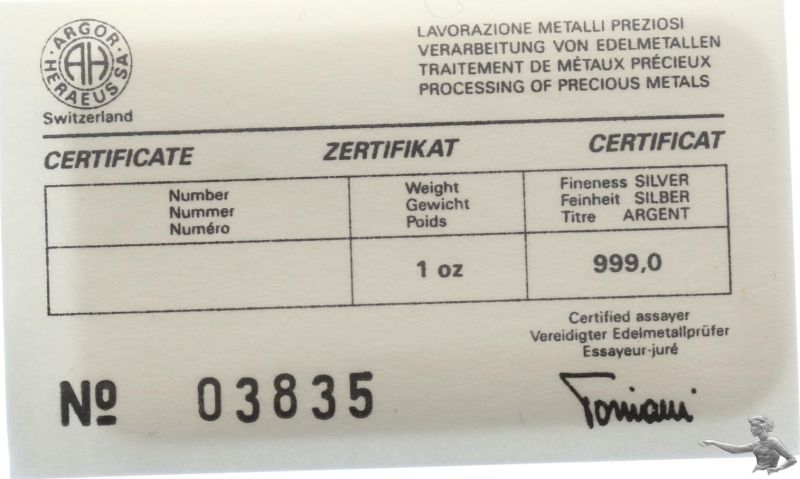 ARGOR-HERAEUS SA
AH
Switzerland
LAVORAZIONE METALLI PREZIOSI
VERARBEITUNG VON EDELMETALLEN
TRAITEMENT DE MÉTAUX PRÉCIEUX
PROCESSING OF PRECIOUS METALS
CERTIFICATE ZERTIFIKAT CERTIFICAT
Number
Nummer
Numéro
Weight
Gewicht
Poids
Fineness SILVER
Feinheit SILBER
Titre ARGENT
1 oz
999,0
Certified assayer
Vereidigter Edelmetallprüfer
Essayeur-juré
Nº 03835